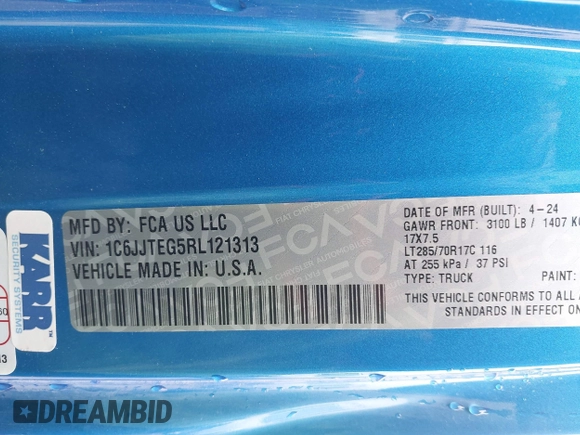 MFD BY: FCA US LLC
VIN: 1C6JJTEG5RL121313
VEHICLE MADE IN: U.S.A.
DATE OF MFR (BUILT): 4-24
GAWR FRONT: 3100 LB / 1407 KG
17X7.5
LT285/70R17C 116
AT 255 kPa / 37 PSI
TYPE: TRUCK PAINT:
THIS VEHICLE CONFORMS TO ALL
STANDARDS IN EFFECT ON
KARR
SECURITY SYSTEMS
DREAMBID